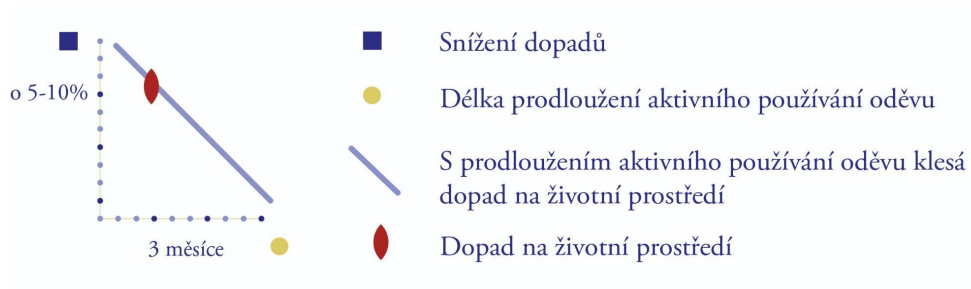 o 5-10%
3 měsíce
Snížení dopadů
Délka prodloužení aktivního používání oděvu
S prodloužením aktivního používání oděvu klesá
dopad na životní prostředí
Dopad na životní prostředí